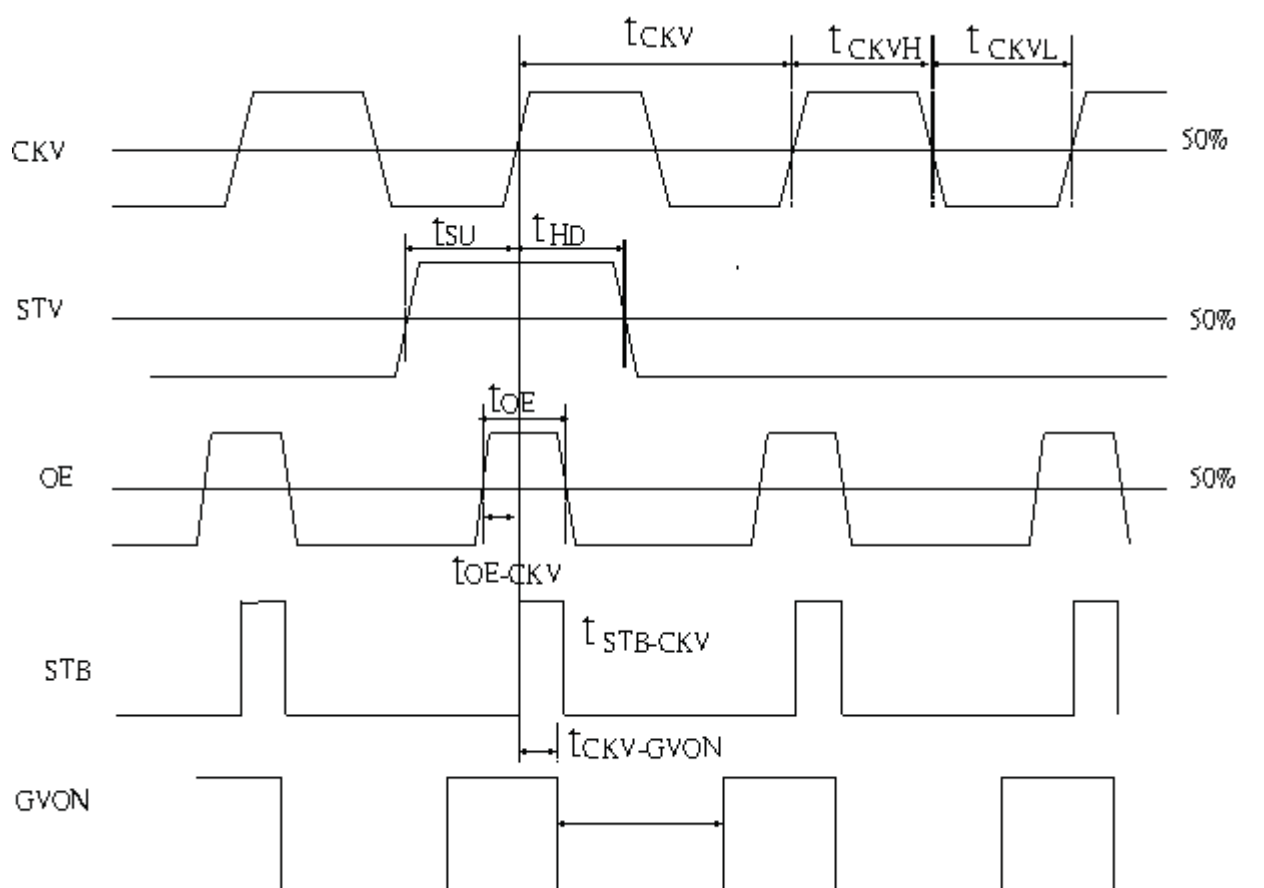 tCKV tCKVH tCKVL
CKV 50%
tSU tHD
STV 50%
tOE
OE 50%
tOE-CKV
STB tSTB-CKV
tCKV-GVON
GVON